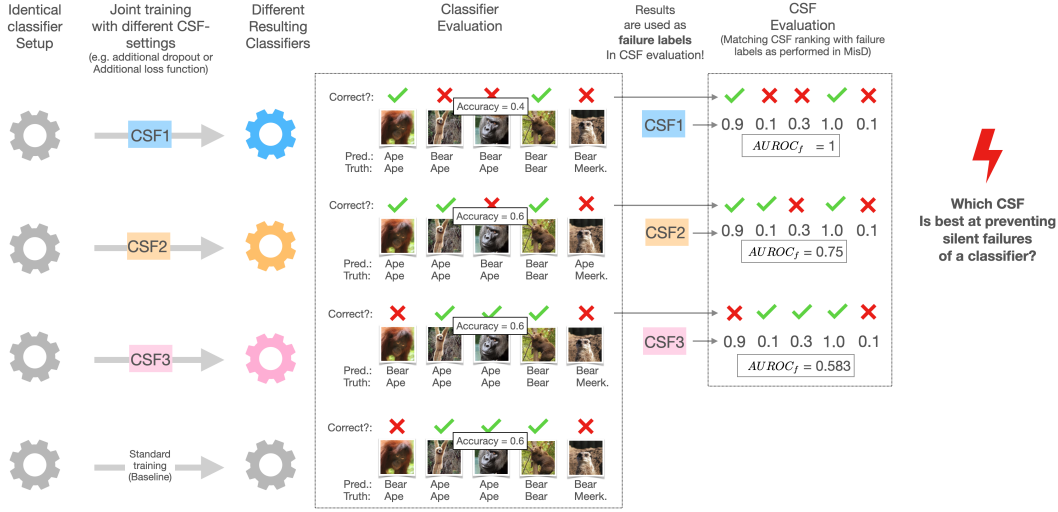 Identical
classifier
Setup
Joint training
with different CSF-
settings
(e.g. additional dropout or
Additional loss function)
Different
Resulting
Classifiers
Classifier
Evaluation
Results
are used as
failure labels
In CSF evaluation!
CSF
Evaluation
(Matching CSF ranking with failure
labels as performed in MisD)
CSF1
Correct?:
Accuracy = 0.4
Pred.: Ape Bear Bear Bear Bear
Truth: Ape Ape Ape Bear Meerk.
CSF1
0.9 0.1 0.3 1.0 0.1
AUROCf = 1
CSF2
Correct?:
Accuracy = 0.6
Pred.: Ape Ape Bear Bear Ape
Truth: Ape Ape Ape Bear Meerk.
CSF2
0.9 0.1 0.3 1.0 0.1
AUROCf = 0.75
CSF3
Correct?:
Accuracy = 0.6
Pred.: Bear Ape Ape Bear Bear
Truth: Ape Ape Ape Bear Meerk.
CSF3
0.9 0.1 0.3 1.0 0.1
AUROCf = 0.583
Standard
training
(Baseline)
Correct?:
Accuracy = 0.6
Pred.: Bear Ape Ape Bear Bear
Truth: Ape Ape Ape Bear Meerk.
Which CSF
Is best at preventing
silent failures
of a classifier?